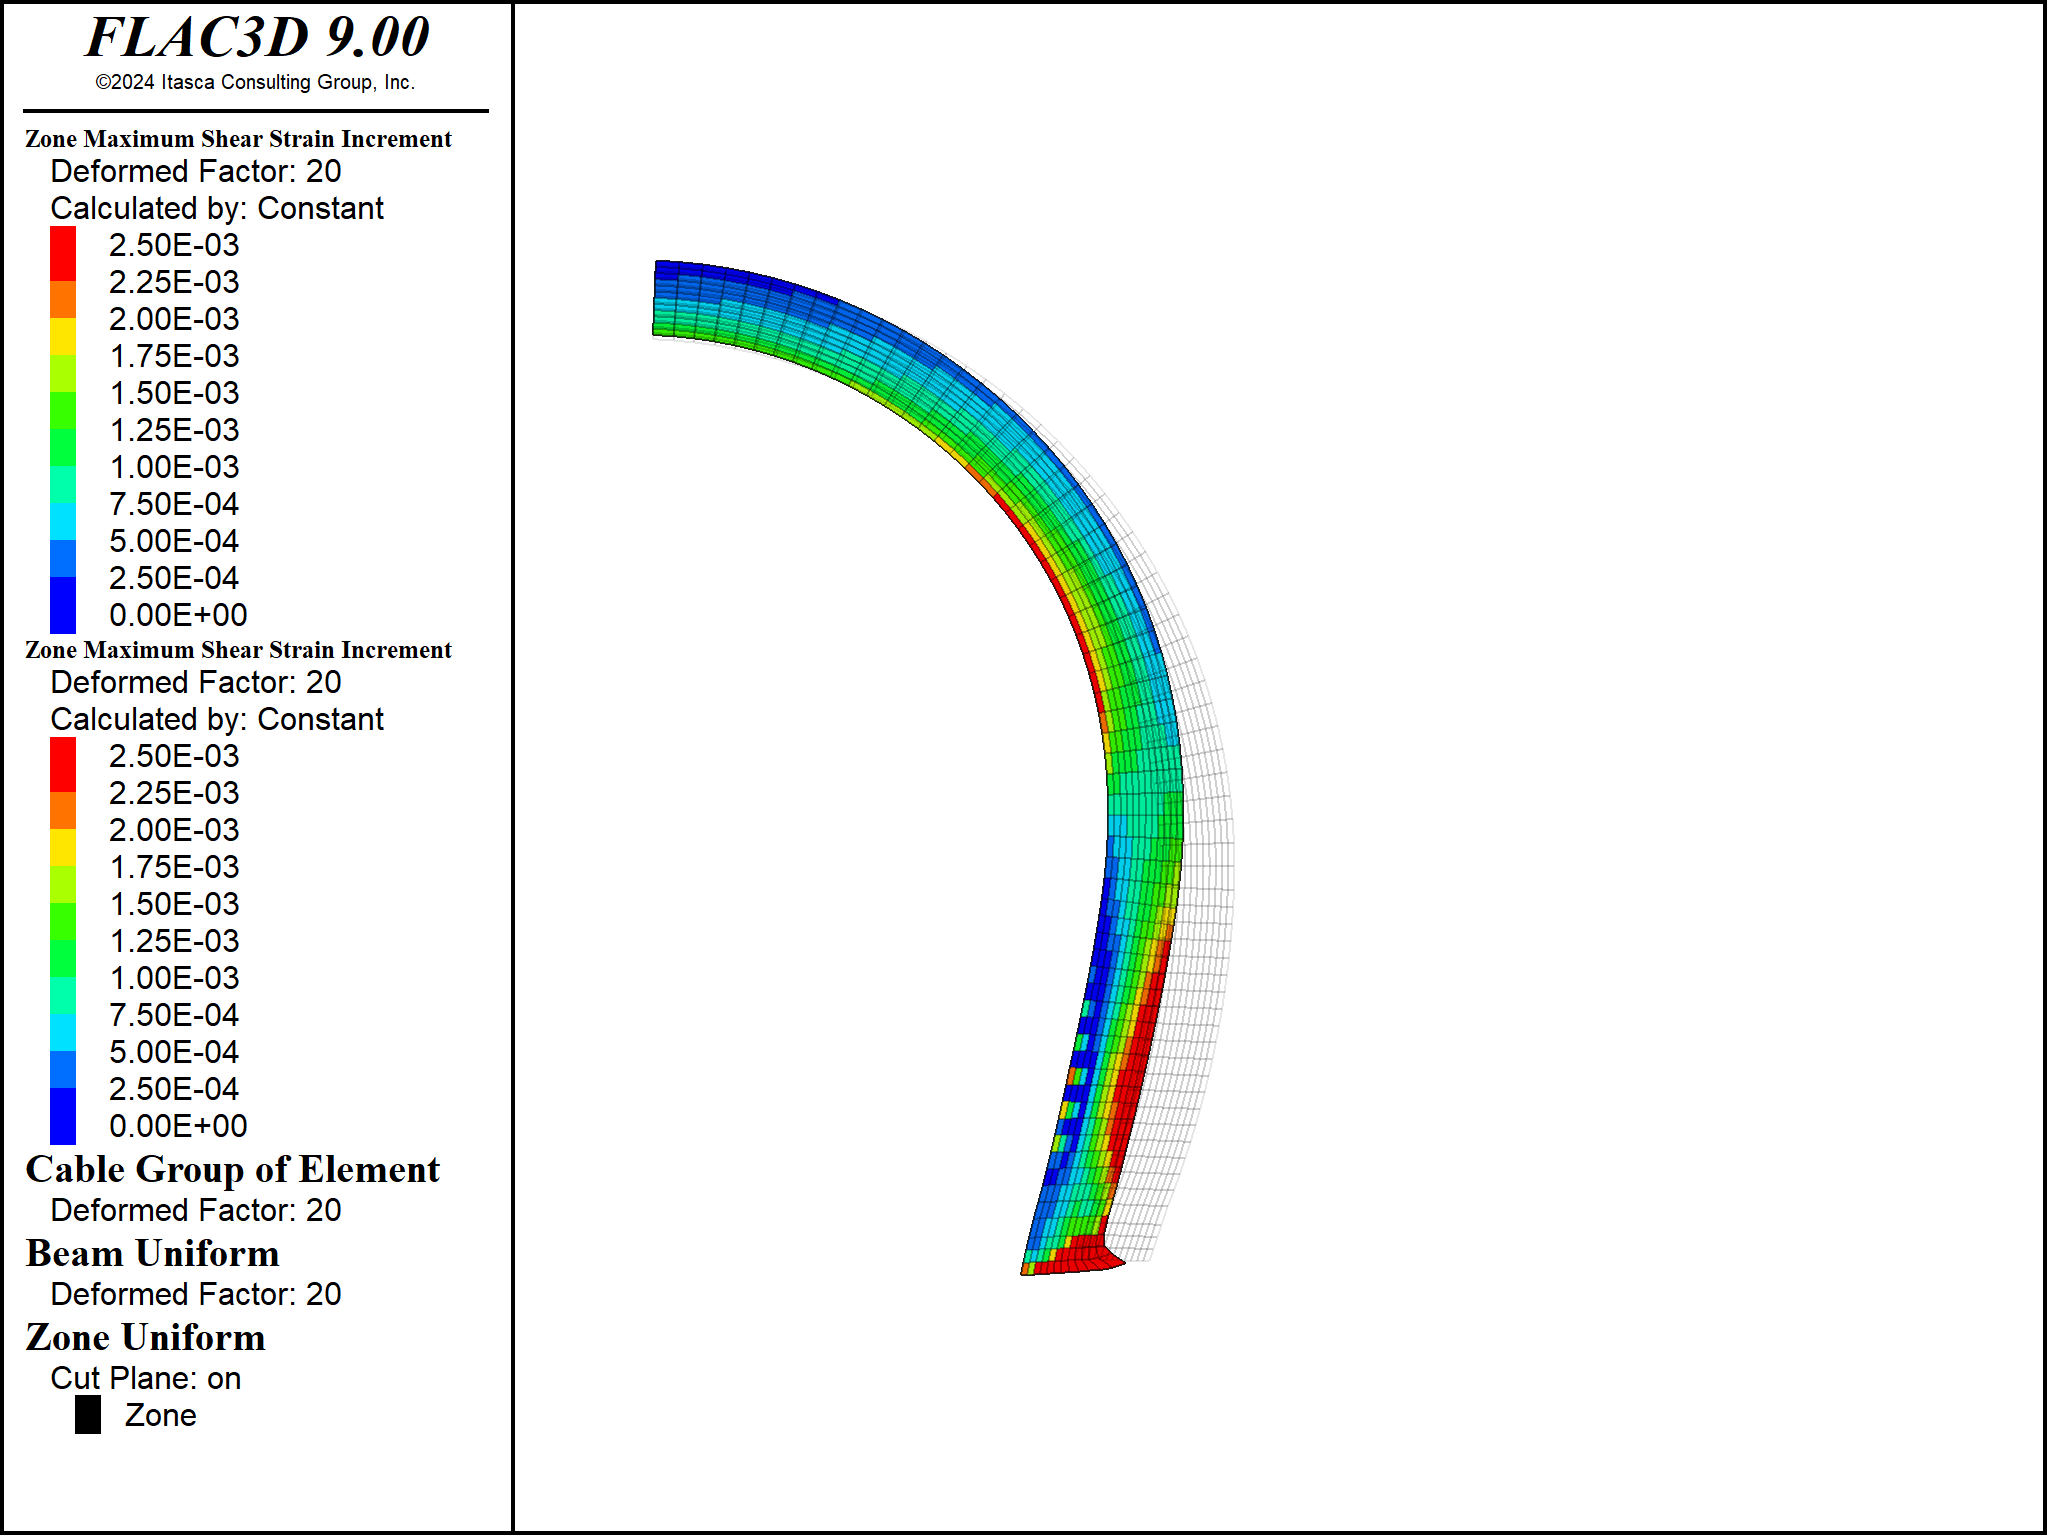 FLAC3D 9.00
©2024 Itasca Consulting Group, Inc.
Zone Maximum Shear Strain Increment
Deformed Factor: 20
Calculated by: Constant
2.50E-03
2.25E-03
2.00E-03
1.75E-03
1.50E-03
1.25E-03
1.00E-03
7.50E-04
5.00E-04
2.50E-04
0.00E+00
Zone Maximum Shear Strain Increment
Deformed Factor: 20
Calculated by: Constant
2.50E-03
2.25E-03
2.00E-03
1.75E-03
1.50E-03
1.25E-03
1.00E-03
7.50E-04
5.00E-04
2.50E-04
0.00E+00
Cable Group of Element
Deformed Factor: 20
Beam Uniform
Deformed Factor: 20
Zone Uniform
Cut Plane: on
Zone